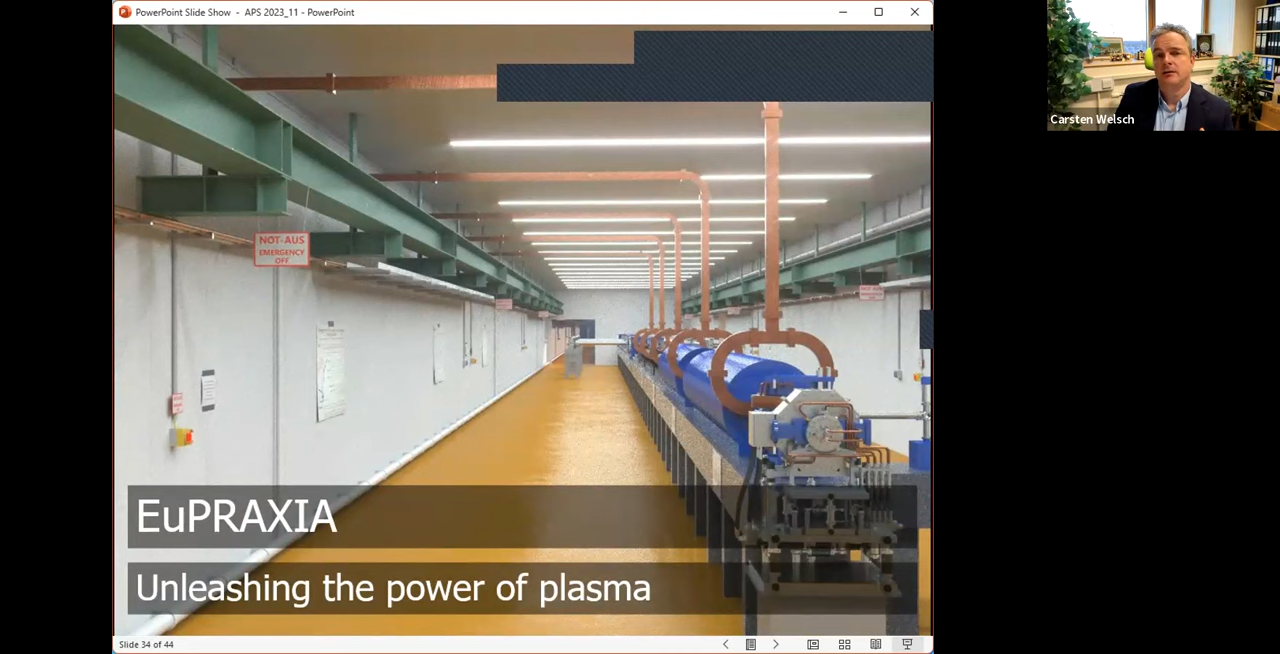 PowerPoint Slide Show - APS 2023_11 - PowerPoint
Carsten Welsch
NOT-AUS
EMERGENCY
OFF
EuPRAXIA
Unleashing the power of plasma
Slide 34 of 44